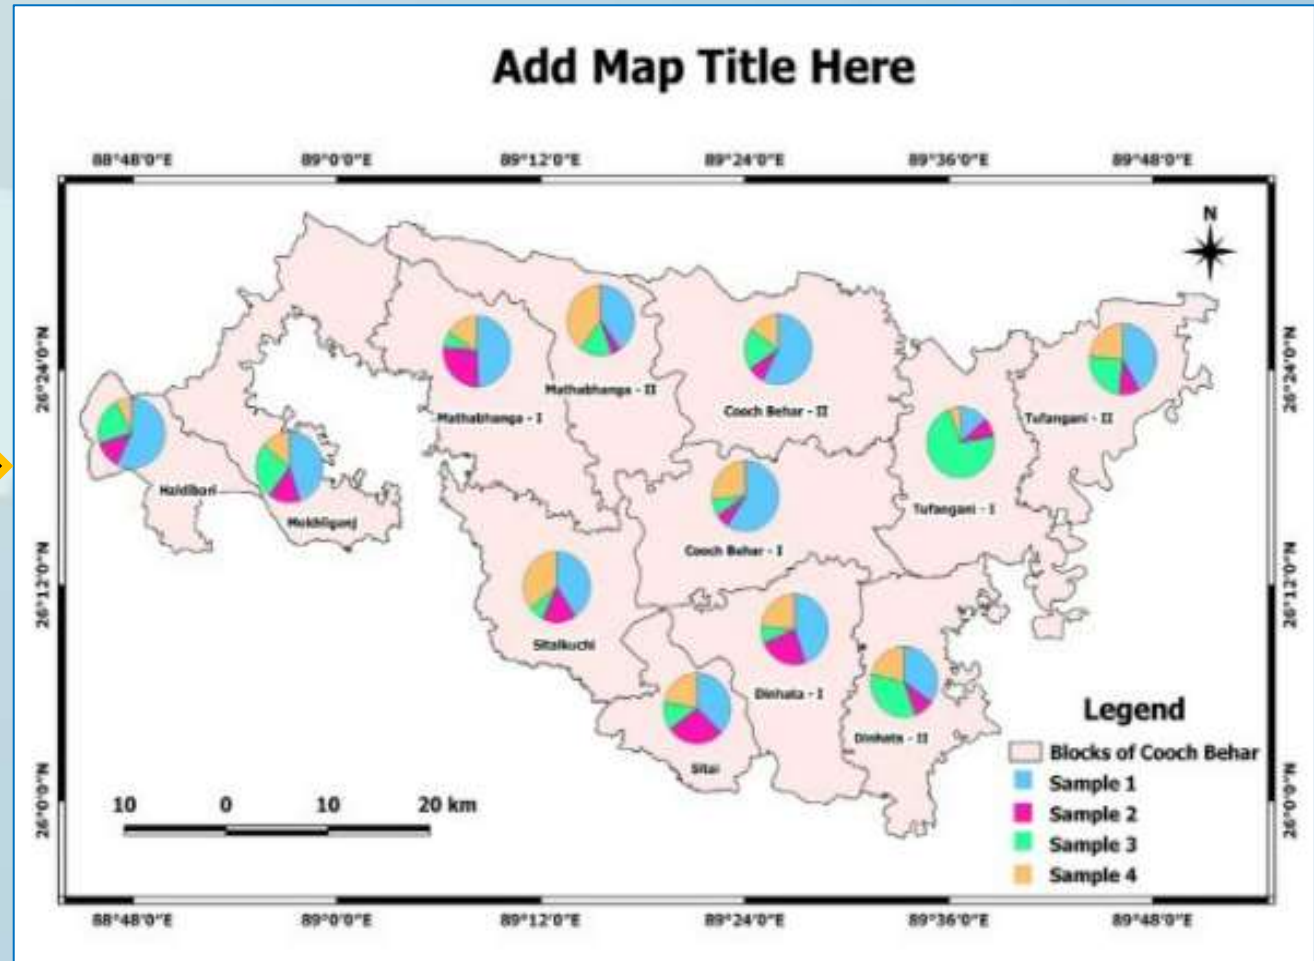 Add Map Title Here
88°48'0"E 89°0'0"E 89°12'0"E 89°24'0"E 89°36'0"E 89°48'0"E
N
26°24'0"N 26°24'0"N
Mathabhanga - II
Mathabhanga - I
Cooch Behar - II
Tufangani - II
Haldibari
Mekhliganj
Tufangani - I
Cooch Behar - I
26°12'0"N 26°12'0"N
Sitalkuchi
Dinhata - I
Dinhata - II
Sitai
Legend
Blocks of Cooch Behar
Sample 1
Sample 2
Sample 3
Sample 4
26°0'0"N 26°0'0"N
10 0 10 20 km
88°48'0"E 89°0'0"E 89°12'0"E 89°24'0"E 89°36'0"E 89°48'0"E